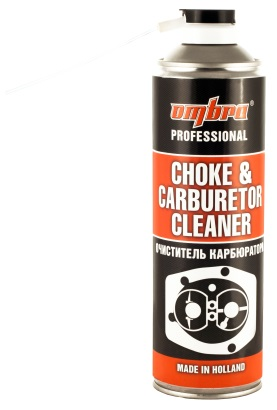 ombra
PROFESSIONAL
CHOKE &
CARBURETOR
CLEANER
ОЧИСТИТЕЛЬ КАРБЮРАТОРА
MADE IN HOLLAND